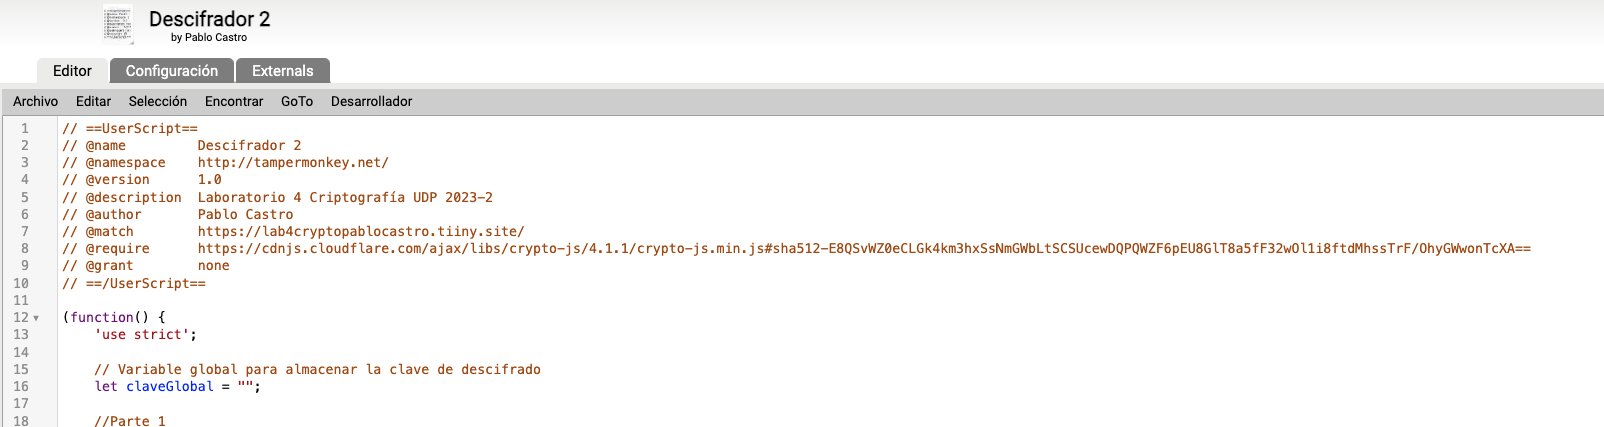 Descifrador 2
by Pablo Castro
Editor Configuración Externals
Archivo Editar Selección Encontrar GoTo Desarrollador
1 // ==UserScript==
2 // @name Descifrador 2
3 // @namespace http://tampermonkey.net/
4 // @version 1.0
5 // @description Laboratorio 4 Criptografía UDP 2023-2
6 // @author Pablo Castro
7 // @match https://lab4cryptopablocastro.tiiny.site/
8 // @require https://cdnjs.cloudflare.com/ajax/libs/crypto-js/4.1.1/crypto-js.min.js#sha512-E8QSvWZ0eCLGk4km3hxSsNmGWbLtSCSUcewDQPQWZF6pEU8GlT8a5fF32wOl1i8ftdMhssTrF/OhyGWwonTcXA==
9 // @grant none
10 // ==/UserScript==
11
12 (function() {
13 'use strict';
14
15 // Variable global para almacenar la clave de descifrado
16 let claveGlobal = "";
17
18 //Parte 1